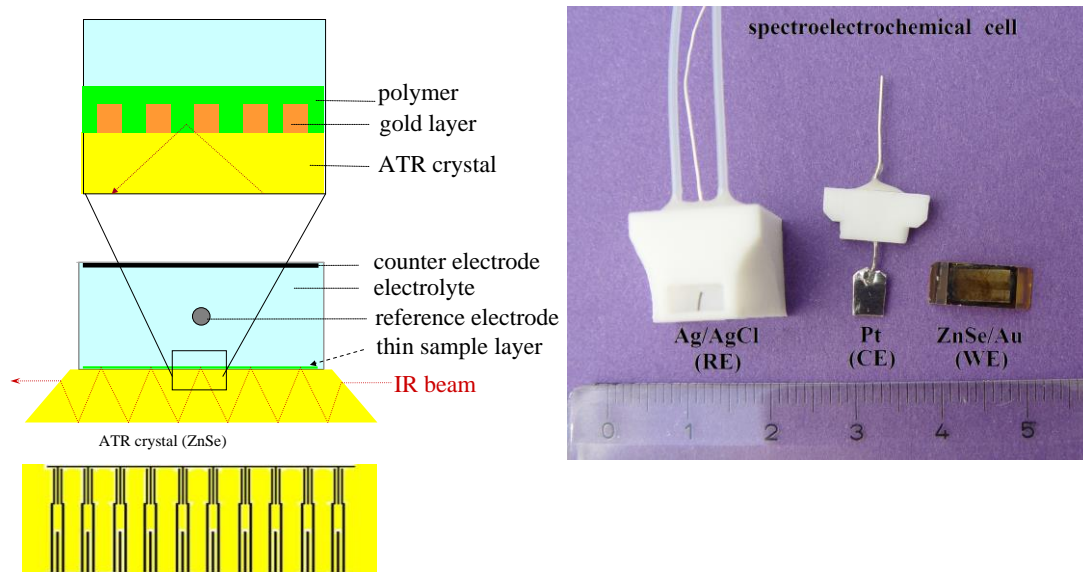 polymer
gold layer
ATR crystal
counter electrode
electrolyte
reference electrode
thin sample layer
IR beam
ATR crystal (ZnSe)
spectroelectrochemical cell
Ag/AgCl
(RE)
Pt
(CE)
ZnSe/Au
(WE)
0 1 2 3 4 5